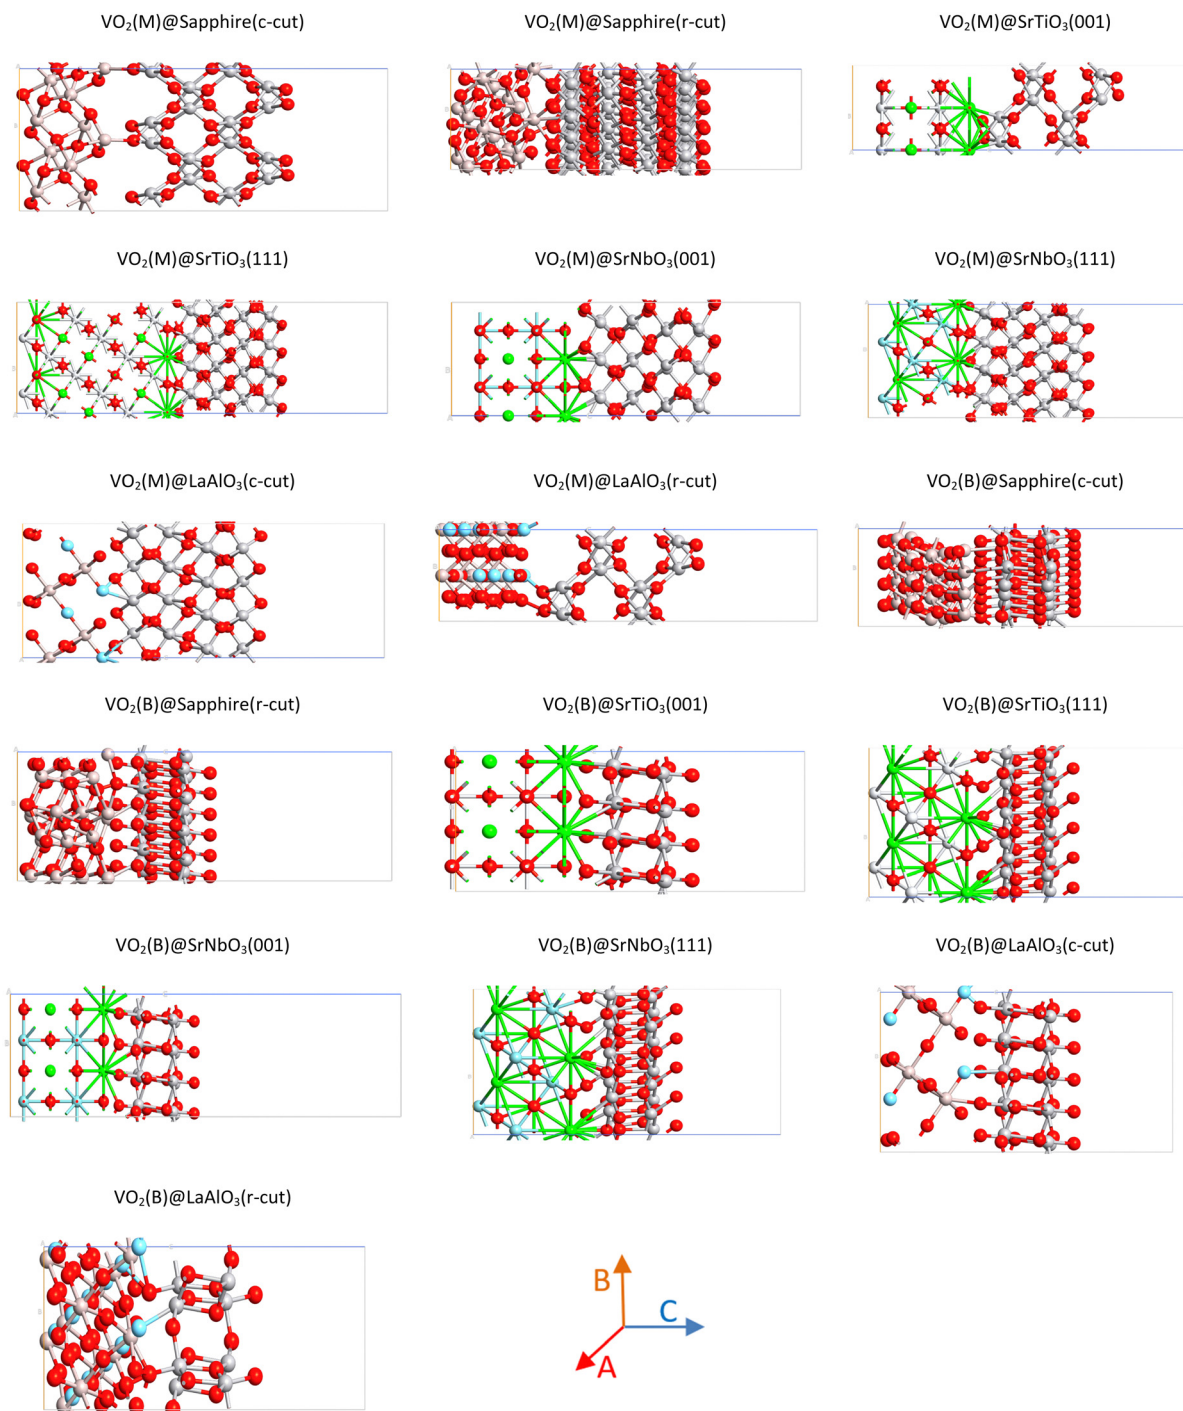 VO₂(M)@Sapphire(c-cut)
VO₂(M)@Sapphire(r-cut)
VO₂(M)@SrTiO₃(001)
VO₂(M)@SrTiO₃(111)
VO₂(M)@SrNbO₃(001)
VO₂(M)@SrNbO₃(111)
VO₂(M)@LaAlO₃(c-cut)
VO₂(M)@LaAlO₃(r-cut)
VO₂(B)@Sapphire(c-cut)
VO₂(B)@Sapphire(r-cut)
VO₂(B)@SrTiO₃(001)
VO₂(B)@SrTiO₃(111)
VO₂(B)@SrNbO₃(001)
VO₂(B)@SrNbO₃(111)
VO₂(B)@LaAlO₃(c-cut)
VO₂(B)@LaAlO₃(r-cut)
B
C
A